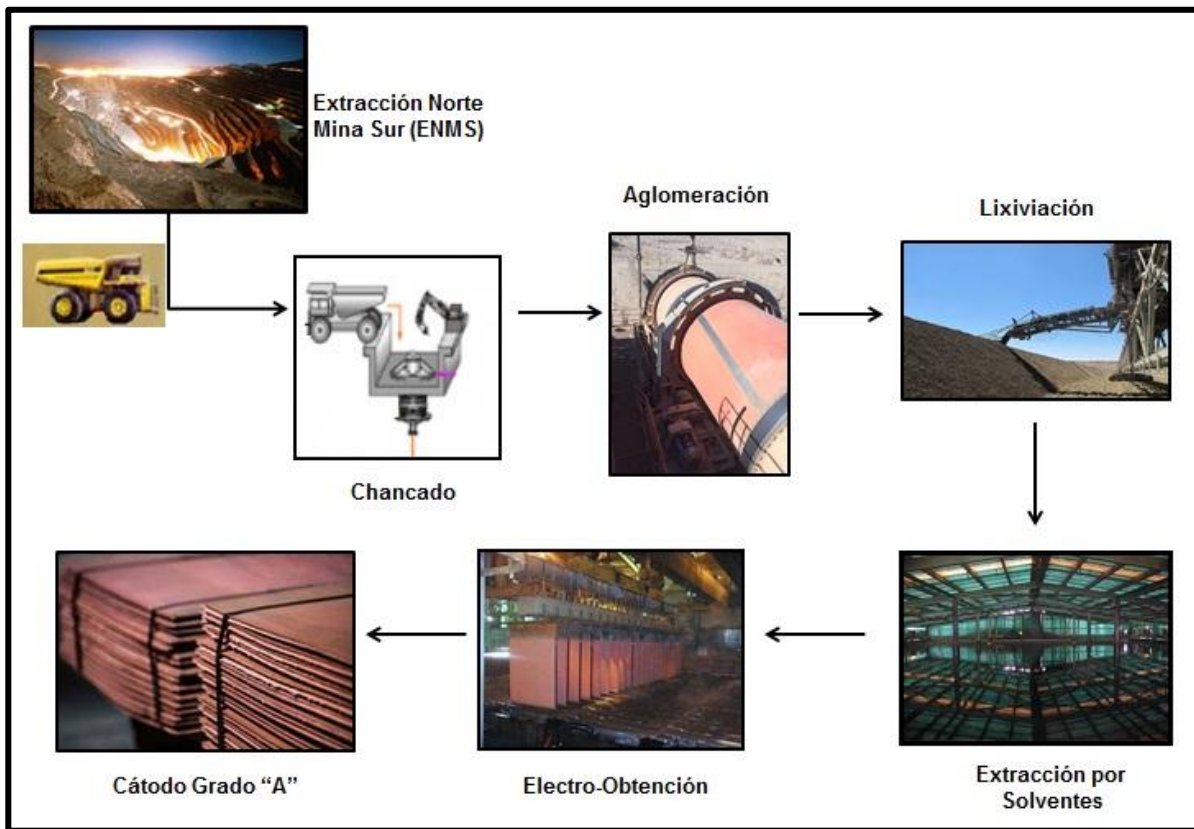 Extracción Norte
Mina Sur (ENMS)
Aglomeración
Lixiviación
Chancado
Cátodo Grado “A”
Electro-Obtención
Extracción por
Solventes